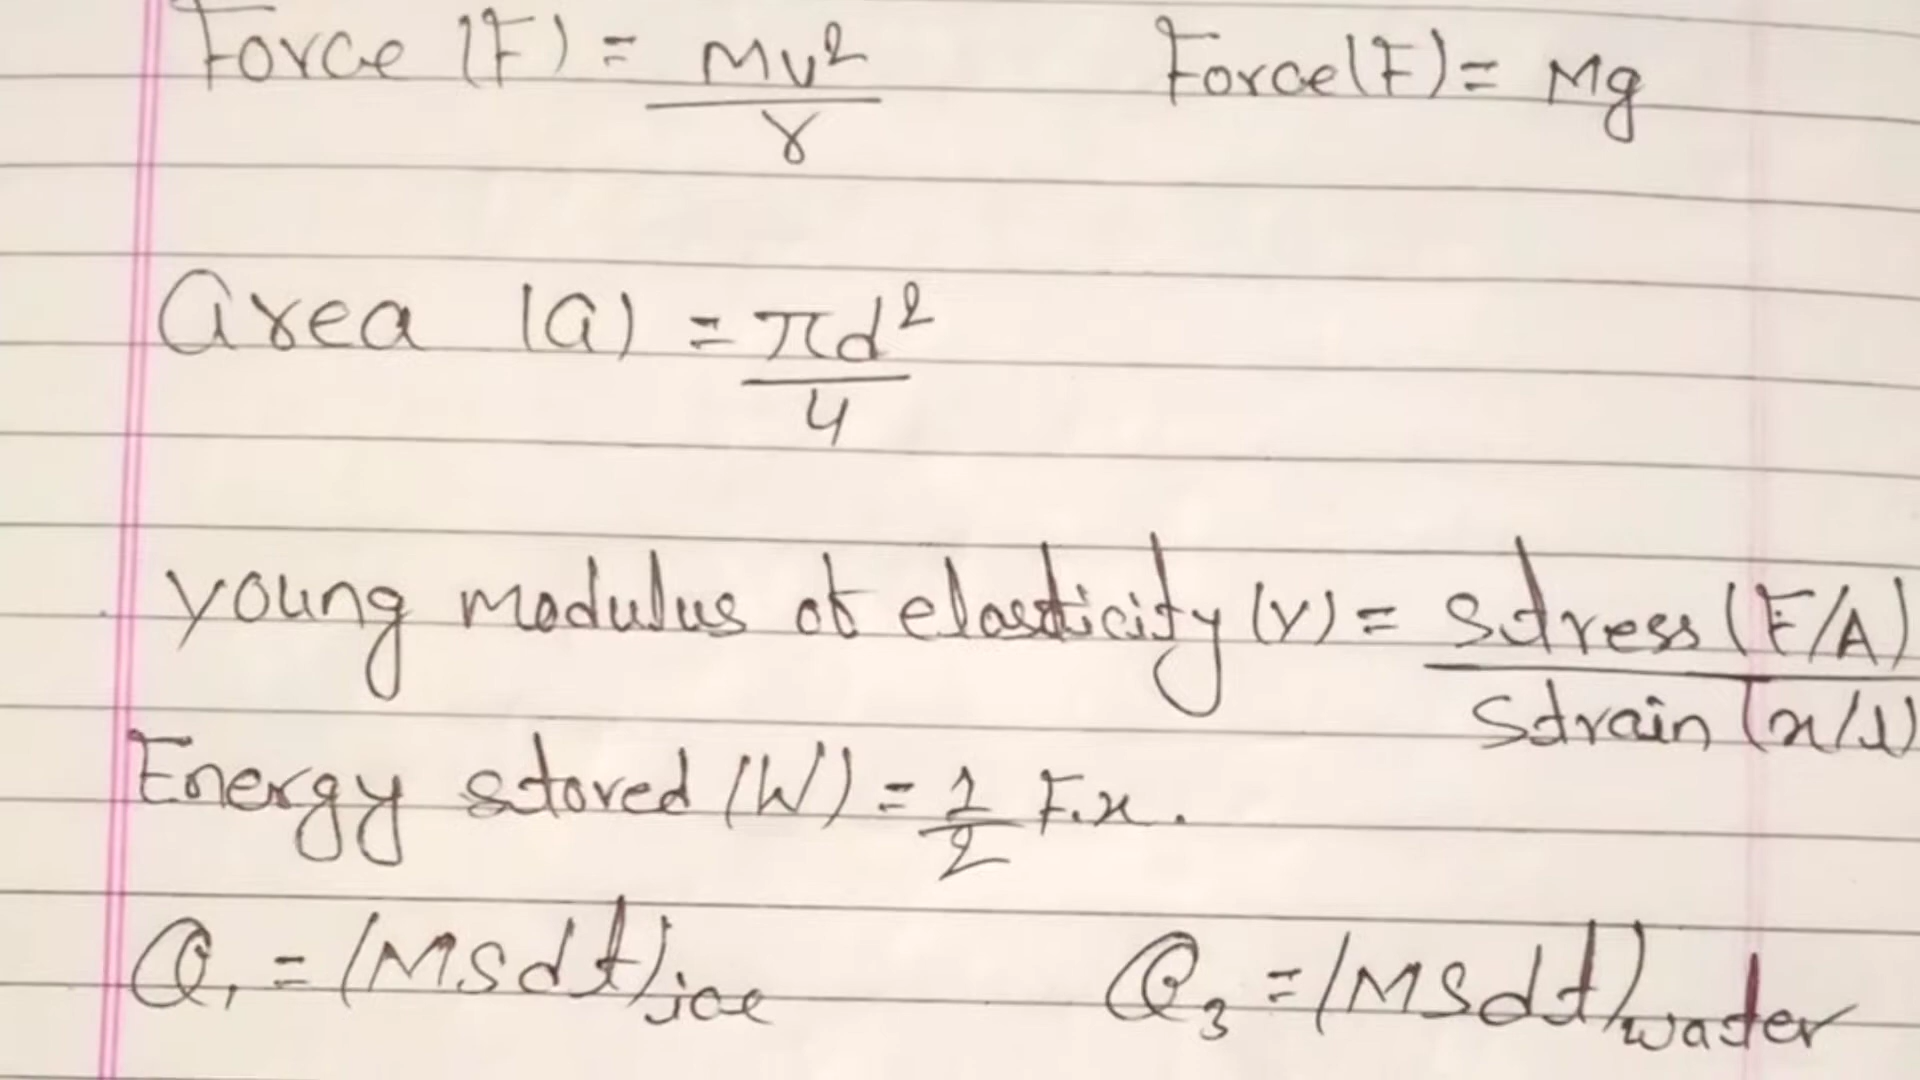 Force (F) = mv²/r Force(F) = Mg
area (a) = πd²/4
young modulus of elasticity (Y) = Stress (F/A) / Strain (x/l)
Energy stored (W) = 1/2 F.x.
Q₁ = (MSdt)ice Q₃ = (MSdt)water